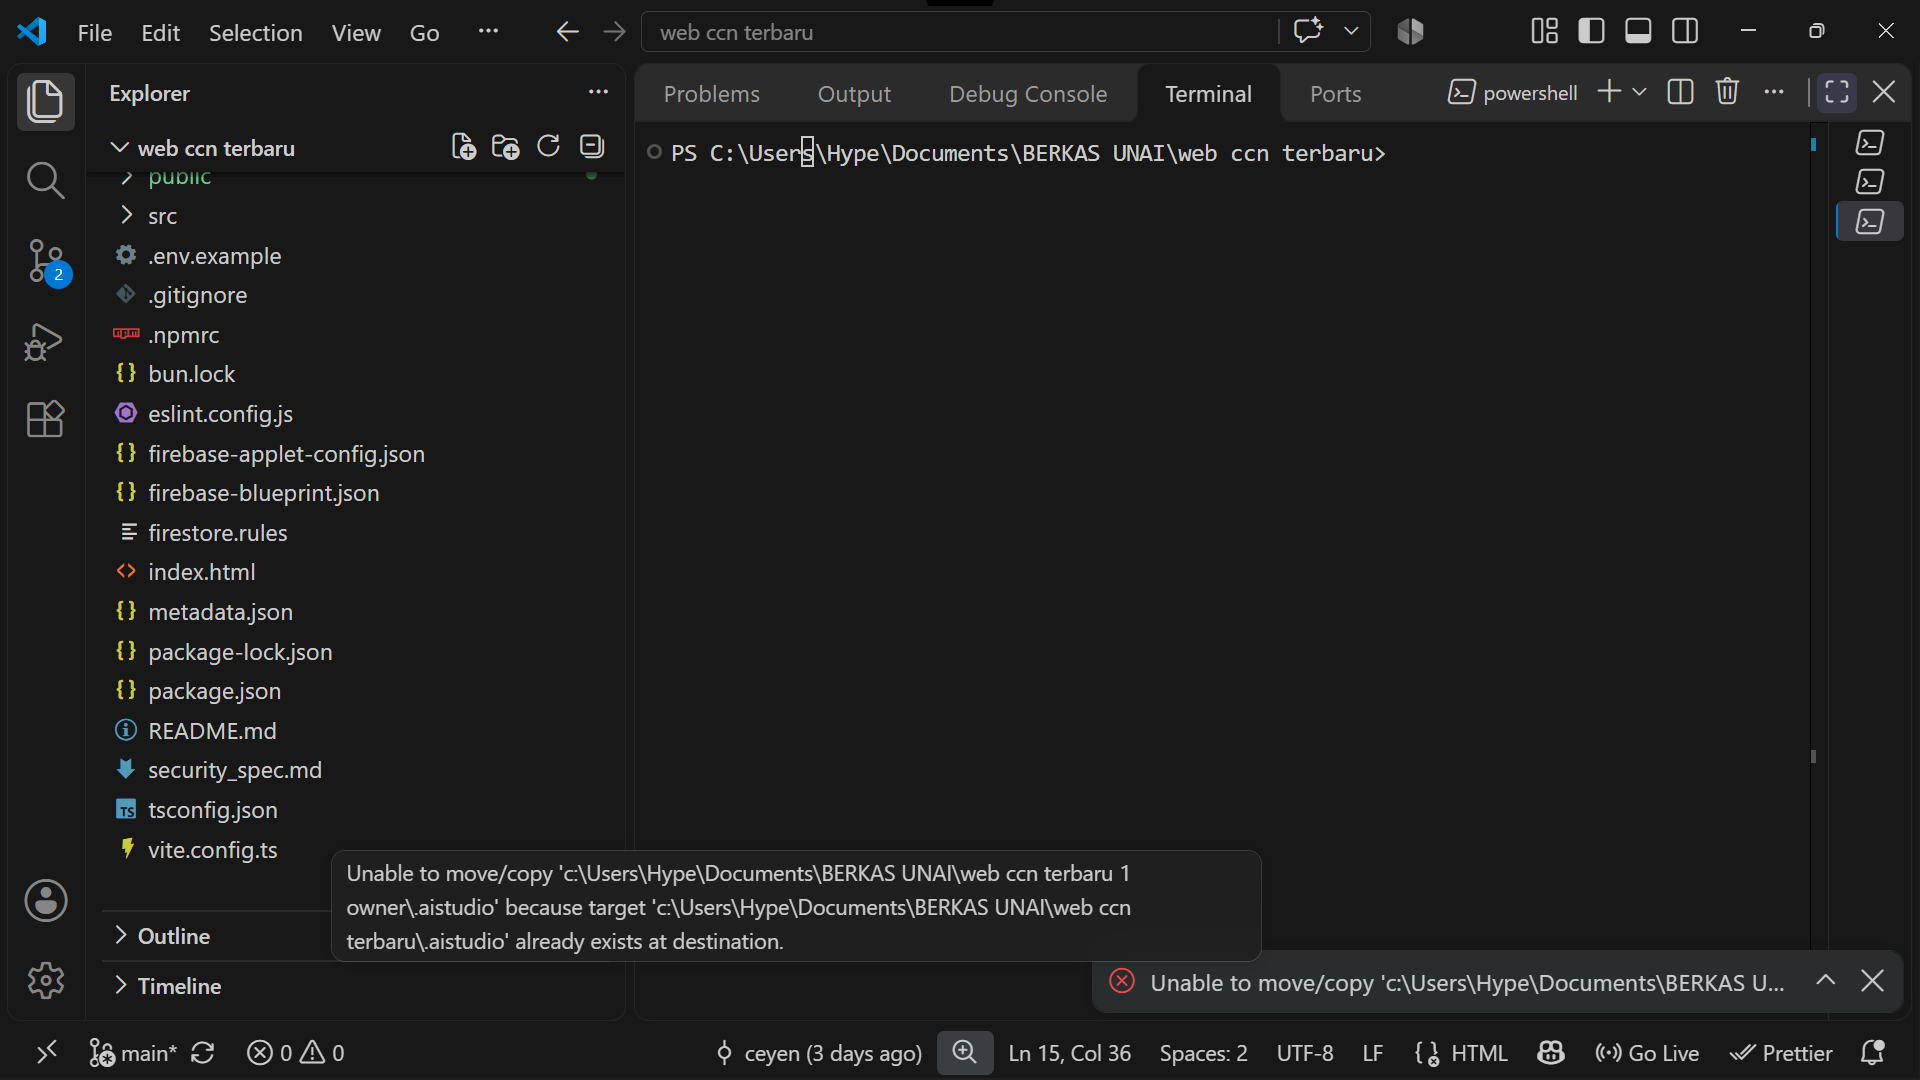 File Edit Selection View Go ···
web ccn terbaru
Explorer
web ccn terbaru
public
src
.env.example
.gitignore
.npmrc
bun.lock
eslint.config.js
firebase-applet-config.json
firebase-blueprint.json
firestore.rules
index.html
metadata.json
package-lock.json
package.json
README.md
security_spec.md
tsconfig.json
vite.config.ts
Outline
Timeline
Problems Output Debug Console Terminal Ports
powershell
PS C:\Users\Hype\Documents\BERKAS UNAI\web ccn terbaru>
Unable to move/copy 'c:\Users\Hype\Documents\BERKAS UNAI\web ccn terbaru 1
owner\.aistudio' because target 'c:\Users\Hype\Documents\BERKAS UNAI\web ccn
terbaru\.aistudio' already exists at destination.
Unable to move/copy 'c:\Users\Hype\Documents\BERKAS U...
2
main* 0 0
ceyen (3 days ago) Ln 15, Col 36 Spaces: 2 UTF-8 LF HTML Go Live Prettier